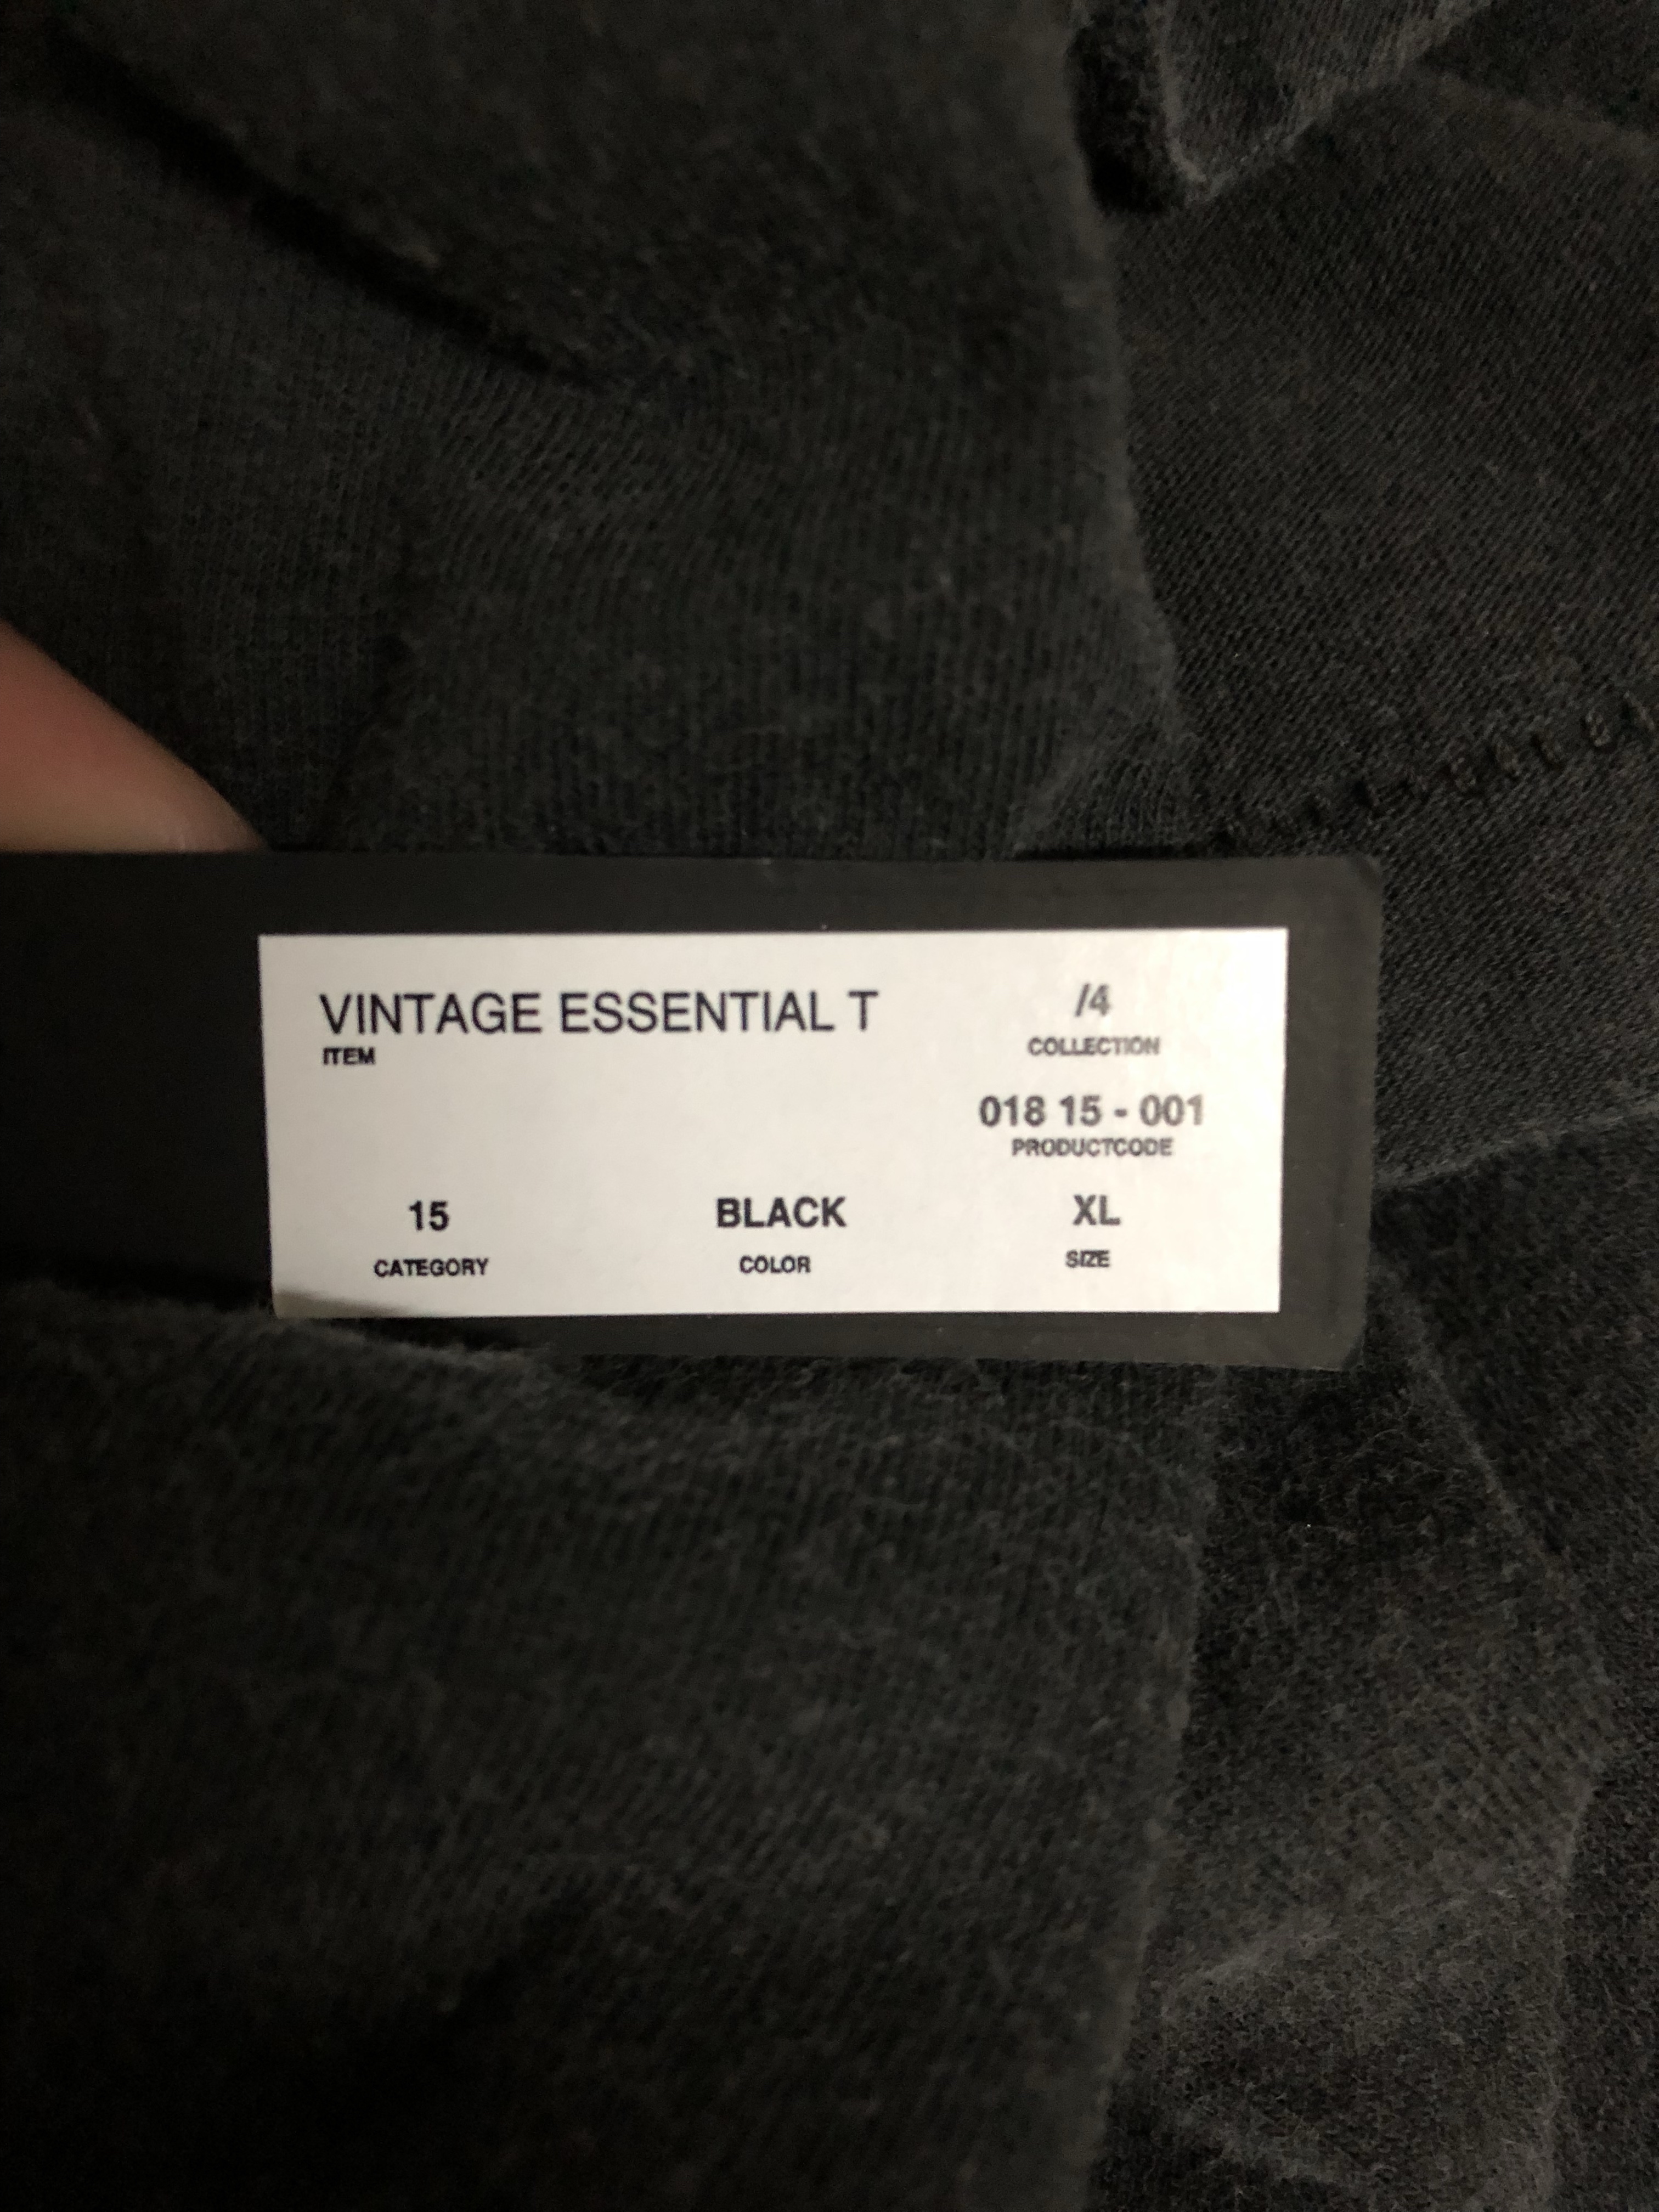 VINTAGE ESSENTIAL T
ITEM
/4
COLLECTION
018 15 - 001
PRODUCTCODE
15
CATEGORY
BLACK
COLOR
XL
SIZE